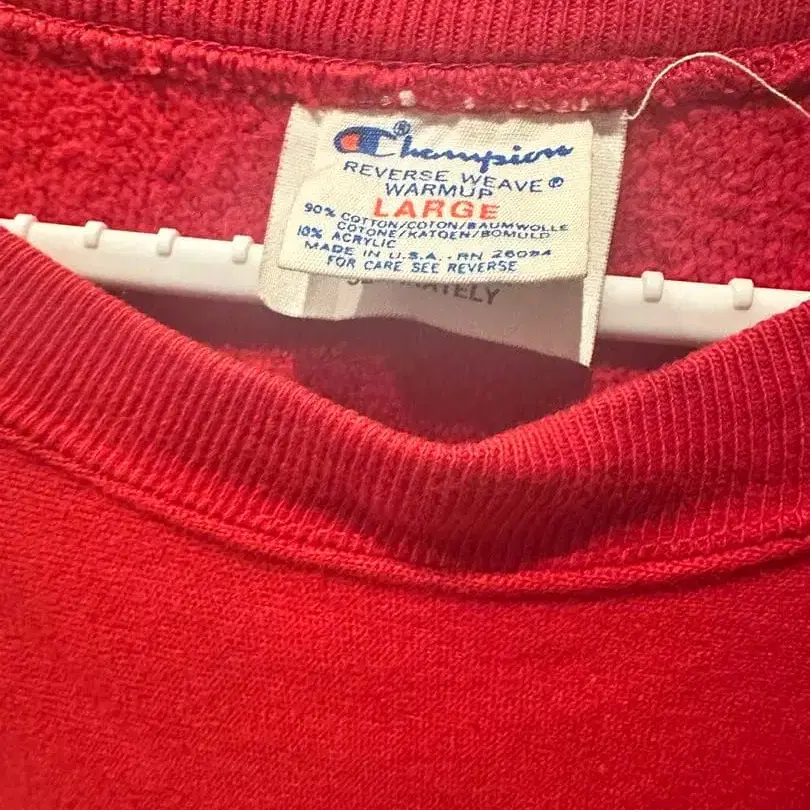 Champion®
REVERSE WEAVE®
WARMUP
LARGE
90% COTTON/COTON/BAUMWOLLE
COTONE/KATOEN/BOMULD
10% ACRYLIC
MADE IN U.S.A. - RN 26094
FOR CARE SEE REVERSE